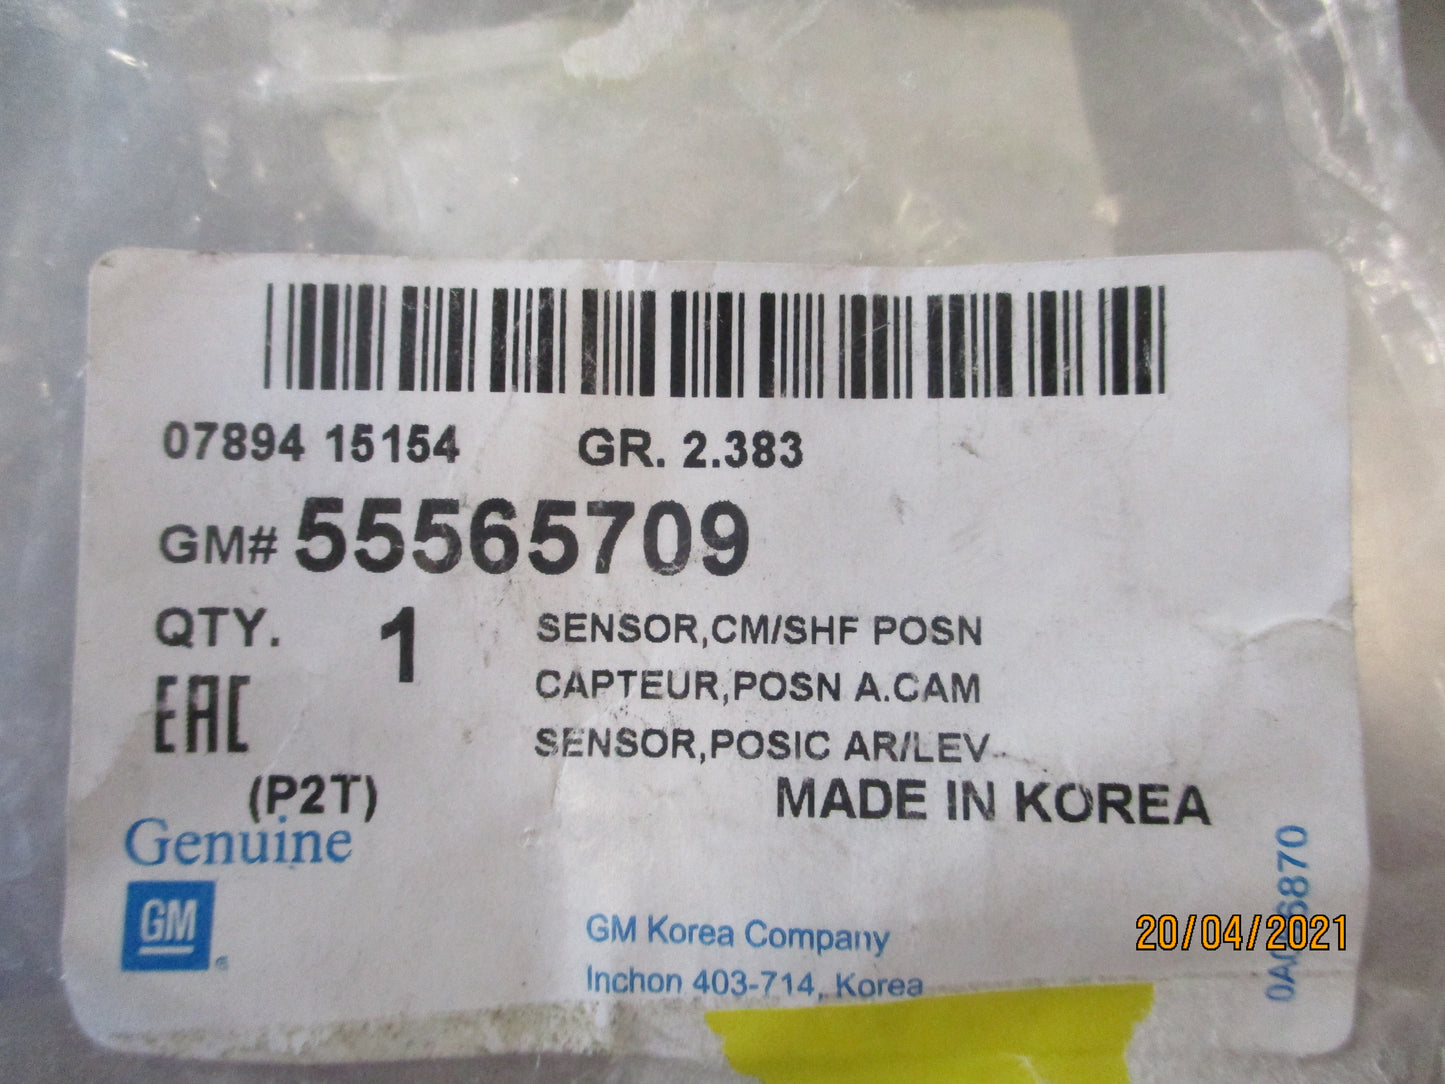 07894 15154 GR. 2.383
GM# 55565709
QTY. 1 SENSOR,CM/SHF POSN
CAPTEUR,POSN A.CAM
EAC
SENSOR,POSIC AR/LEV
(P2T) MADE IN KOREA
Genuine
GM
GM Korea Company
Inchon 403-714, Korea
20/04/2021